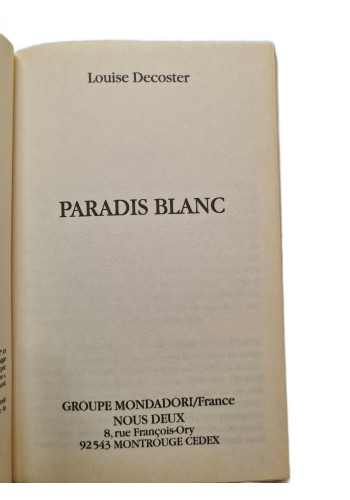 Louise Decoster
PARADIS BLANC
GROUPE MONDADORI/France
NOUS DEUX
8, rue François-Ory
92543 MONTROUGE CEDEX